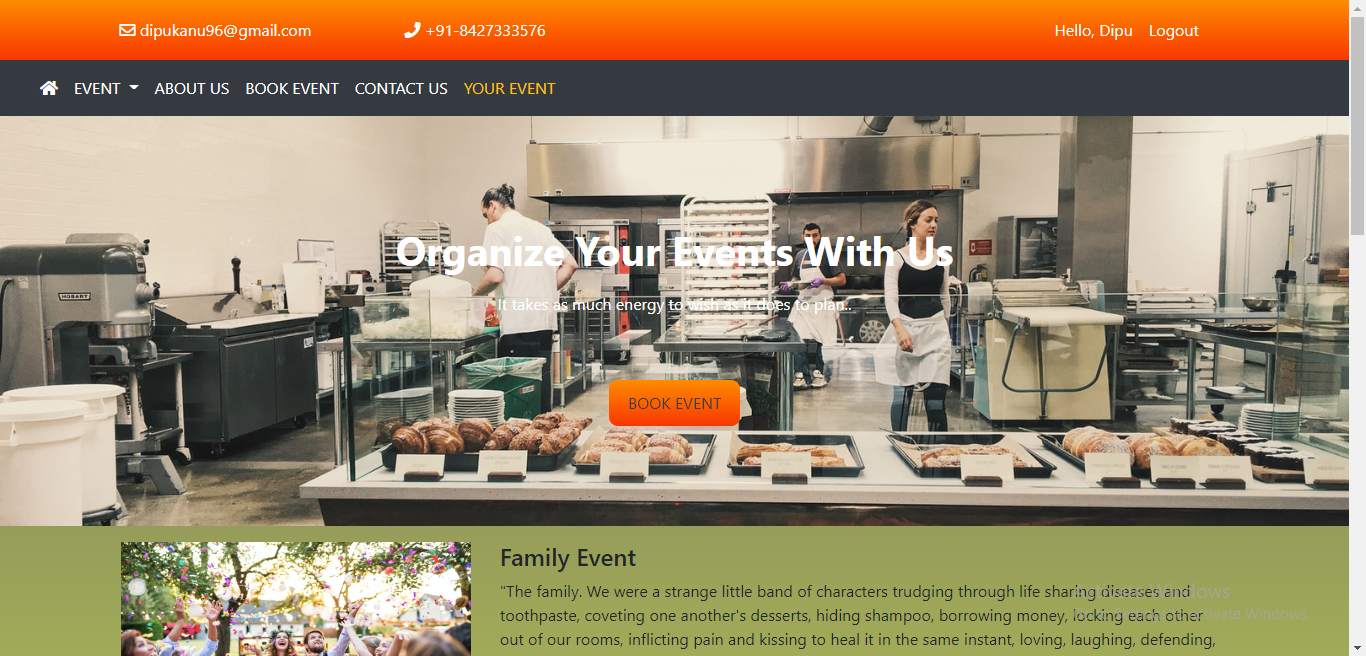 dipukanu96@gmail.com +91-8427333576 Hello, Dipu Logout
EVENT ABOUT US BOOK EVENT CONTACT US YOUR EVENT
Organize Your Events With Us
HOBART
It takes as much energy to wish as it does to plan..
BOOK EVENT
Family Event
"The family. We were a strange little band of characters trudging through life sharing diseases and
toothpaste, coveting one another's desserts, hiding shampoo, borrowing money, locking each other
out of our rooms, inflicting pain and kissing to heal it in the same instant, loving, laughing, defending,
Activate Windows
Activate Windows